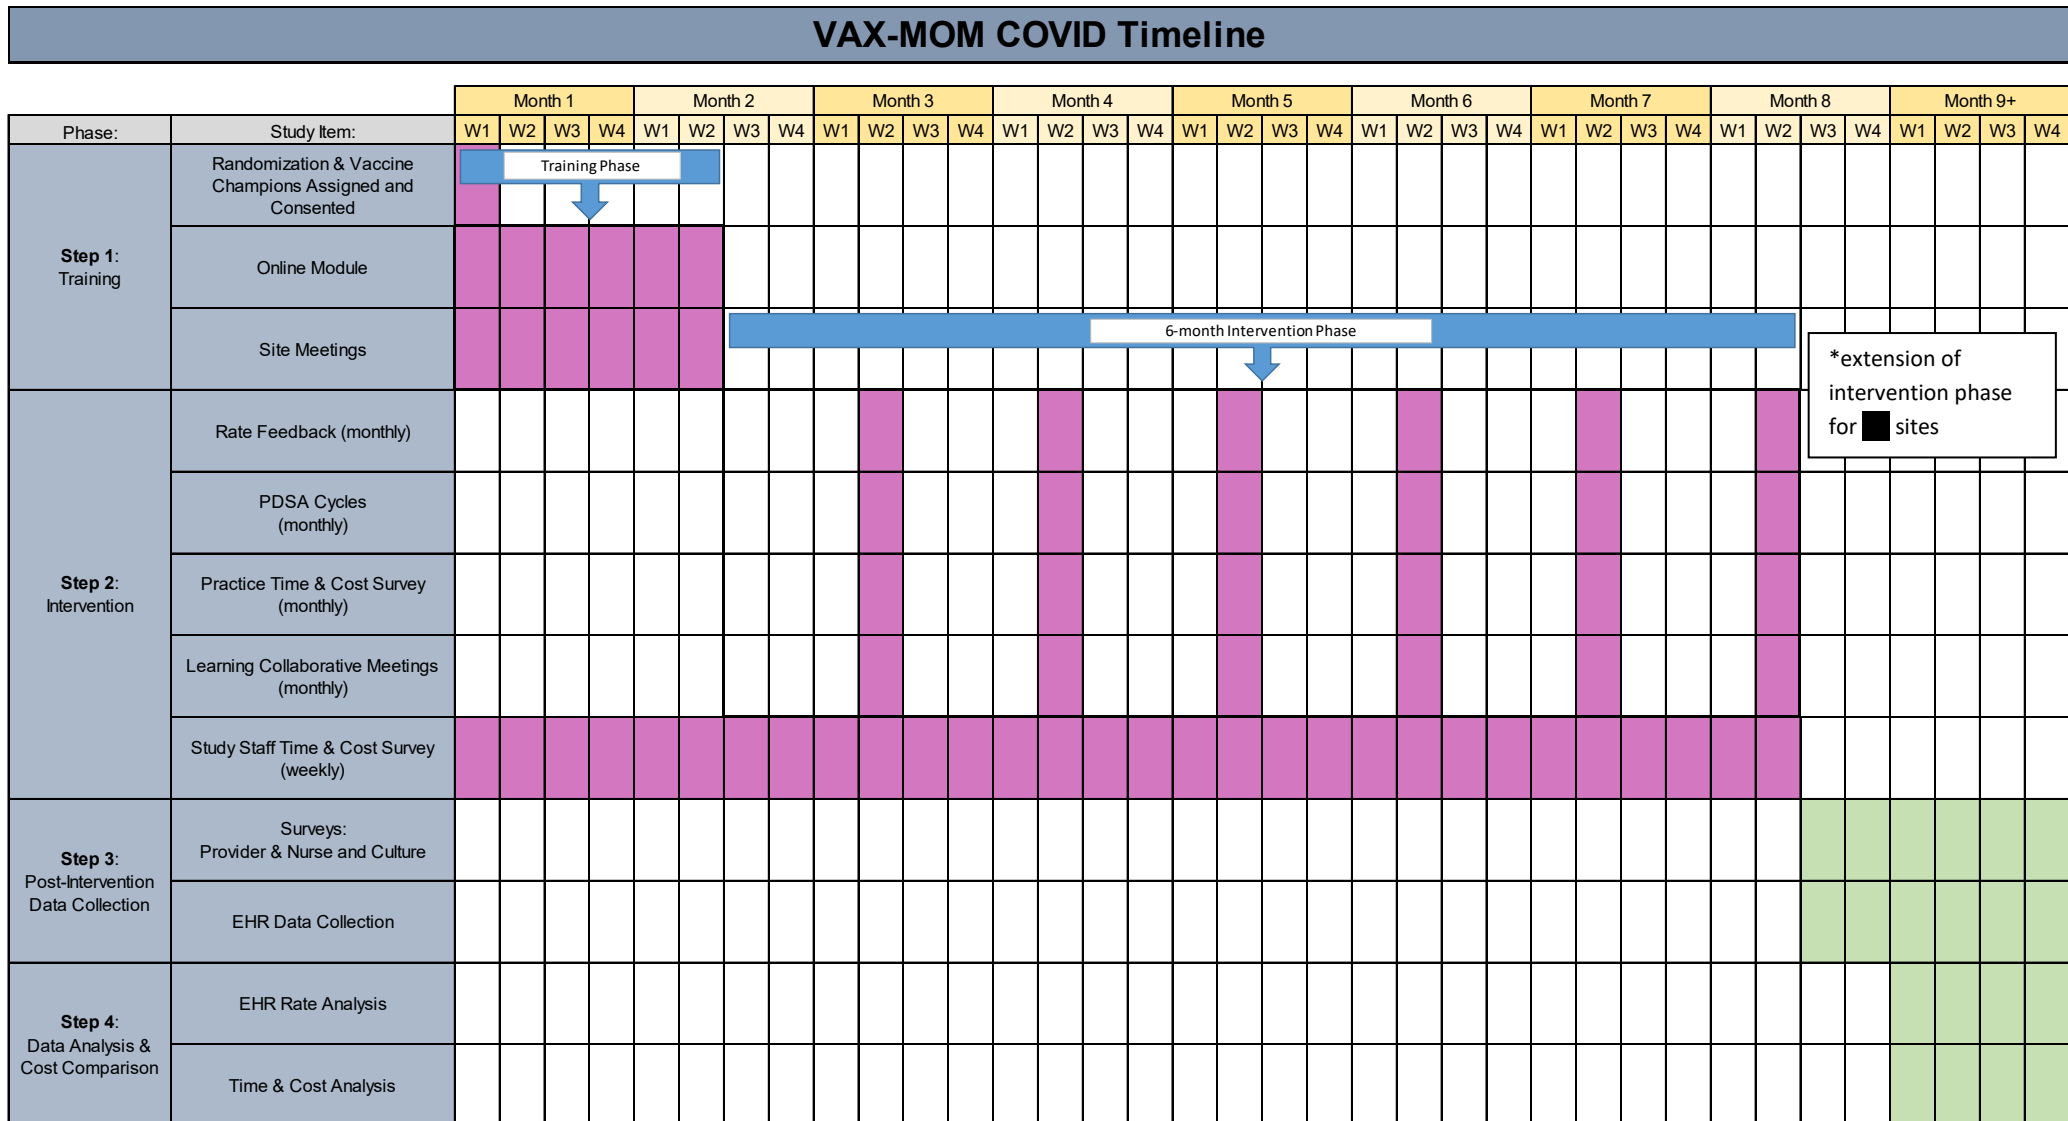 VAX-MOM COVID Timeline
Month 1 Month 2 Month 3 Month 4 Month 5 Month 6 Month 7 Month 8 Month 9+
Phase: Study Item: W1 W2 W3 W4 W1 W2 W3 W4 W1 W2 W3 W4 W1 W2 W3 W4 W1 W2 W3 W4 W1 W2 W3 W4 W1 W2 W3 W4 W1 W2 W3 W4 W1 W2 W3 W4
Step 1:
Training
Randomization & Vaccine
Champions Assigned and
Consented
Training Phase
Online Module
Site Meetings
6-month Intervention Phase
*extension of
intervention phase
for sites
Step 2:
Intervention
Rate Feedback (monthly)
PDSA Cycles
(monthly)
Practice Time & Cost Survey
(monthly)
Learning Collaborative Meetings
(monthly)
Study Staff Time & Cost Survey
(weekly)
Step 3:
Post-Intervention
Data Collection
Surveys:
Provider & Nurse and Culture
EHR Data Collection
Step 4:
Data Analysis &
Cost Comparison
EHR Rate Analysis
Time & Cost Analysis